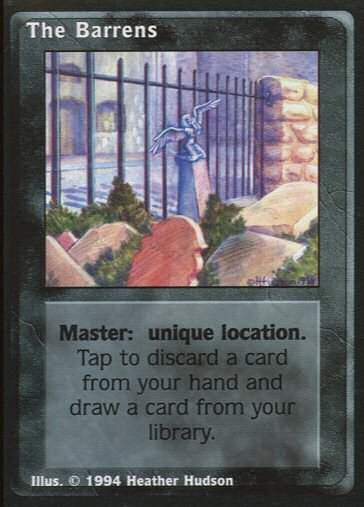 The Barrens
©HHudson1994
Master: unique location.
Tap to discard a card
from your hand and
draw a card from your
library.
Illus. © 1994 Heather Hudson